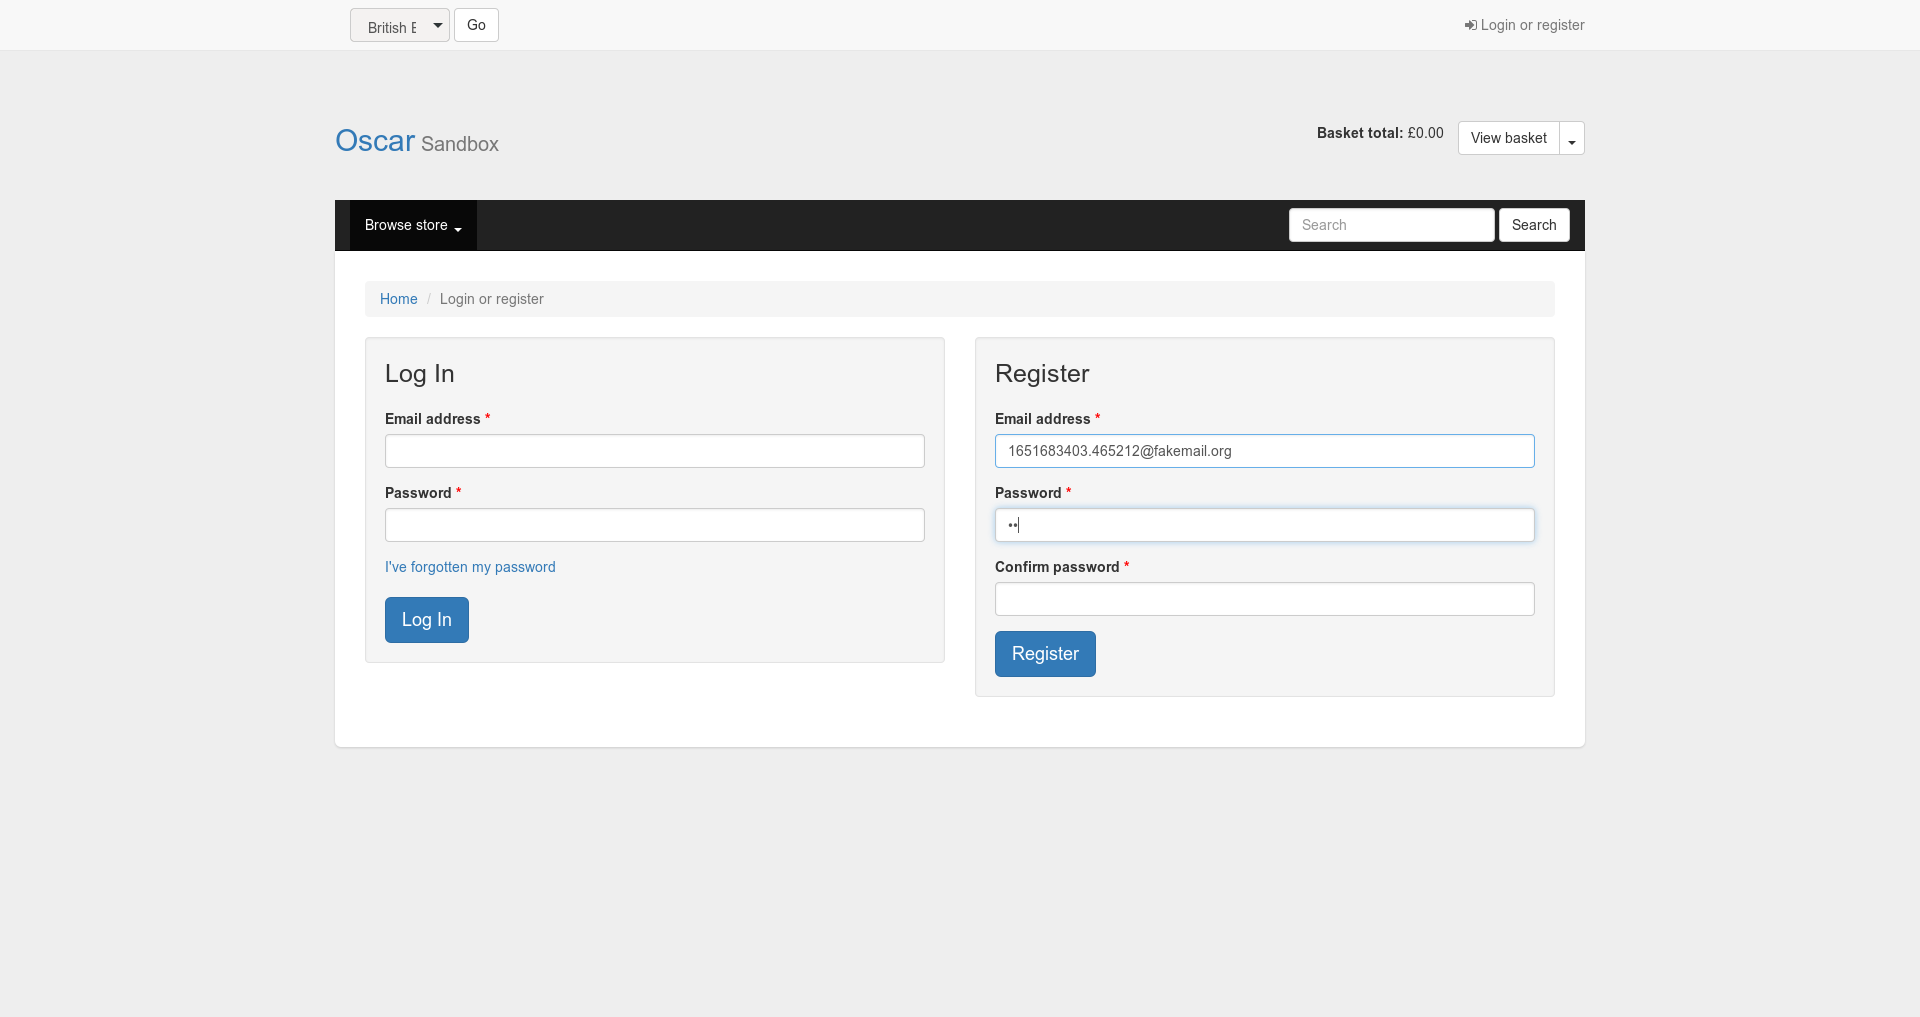 British E
Go
Login or register
Oscar Sandbox
Basket total: £0.00
View basket
Browse store
Search
Search
Home / Login or register
Log In
Email address *
Password *
I've forgotten my password
Log In
Register
Email address *
1651683403.465212@fakemail.org
Password *
••
Confirm password *
Register